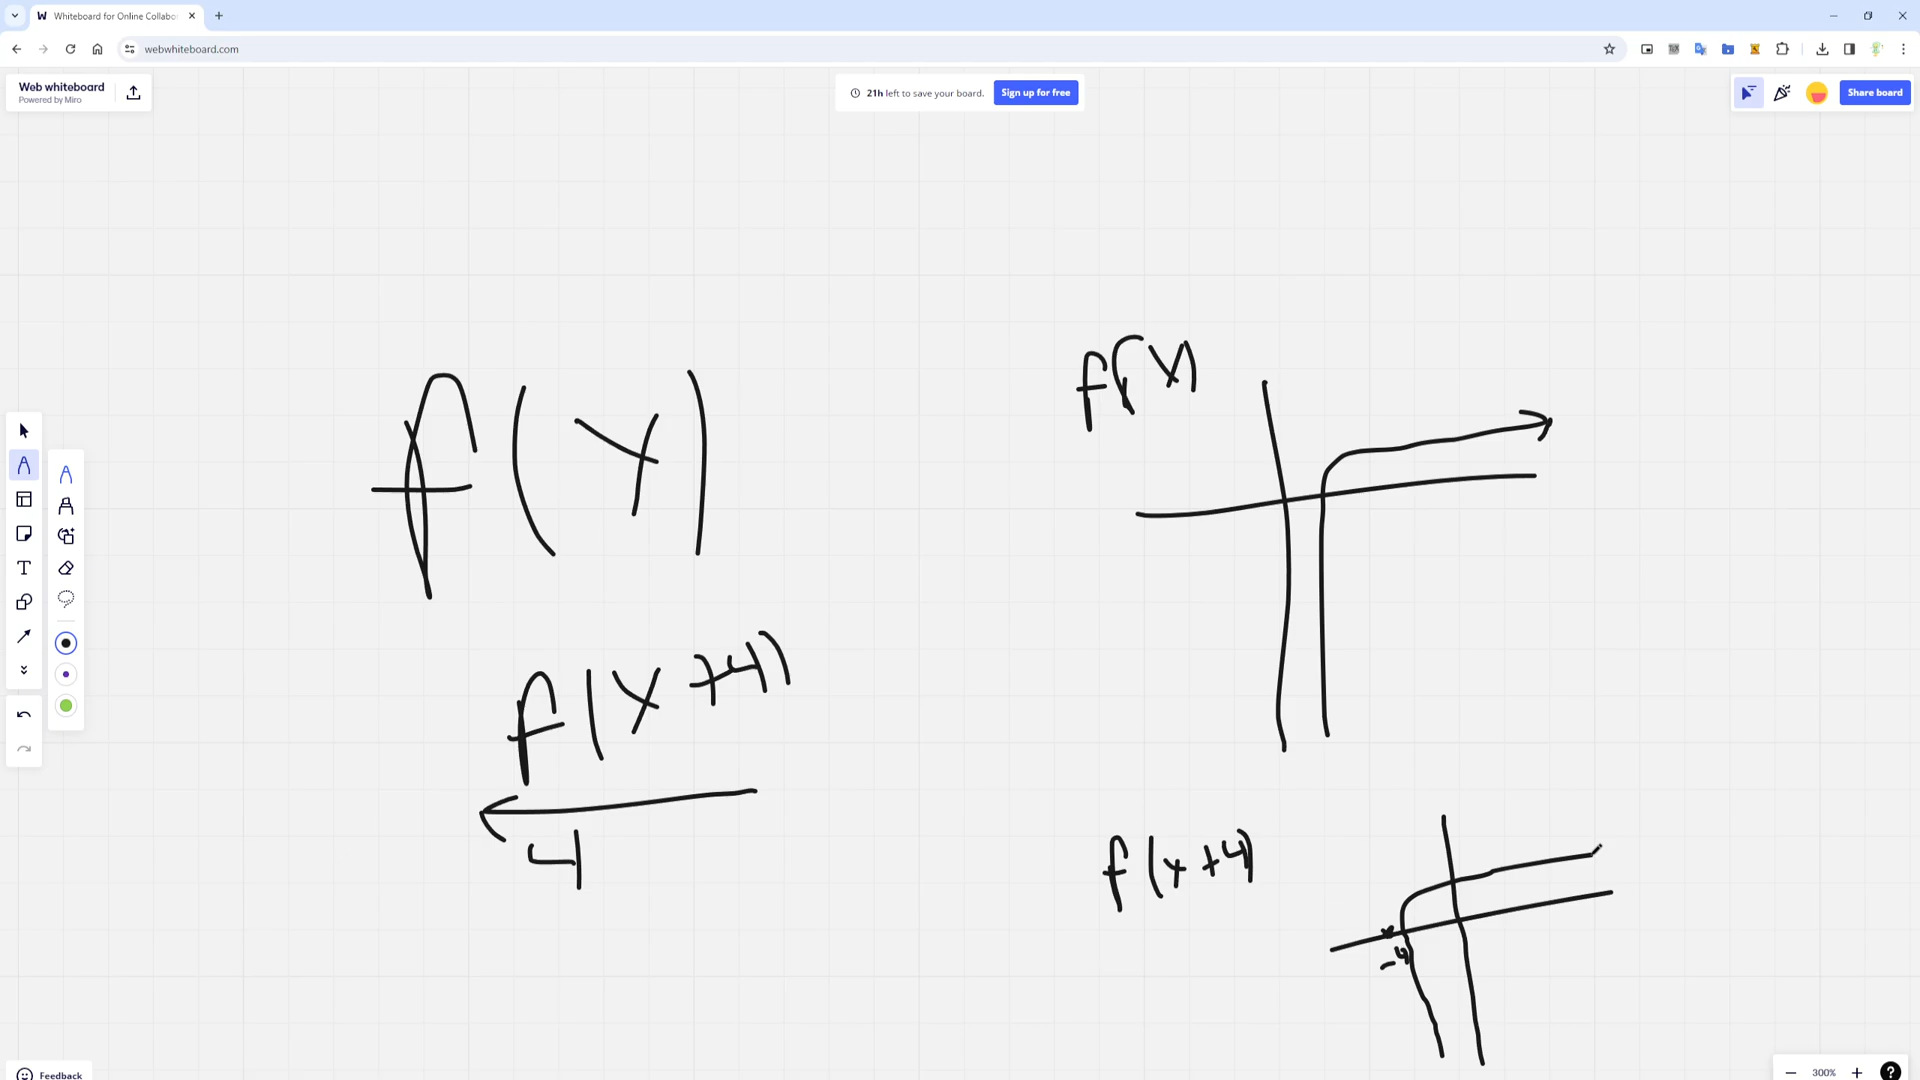 Whiteboard for Online Collabo
webwhiteboard.com
Web whiteboard
Powered by Miro
21h left to save your board.
Sign up for free
Share board
f(x)
f(x)
f(x+4)
4
f(x+4)
-4
T
Feedback
300%
?